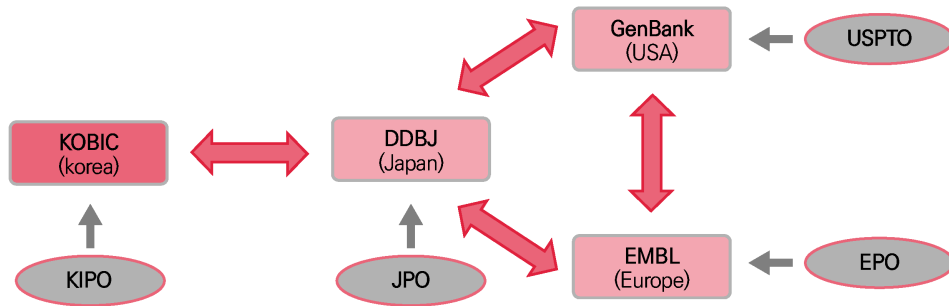 GenBank
(USA)
USPTO
KOBIC
(korea)
DDBJ
(Japan)
KIPO
JPO
EMBL
(Europe)
EPO